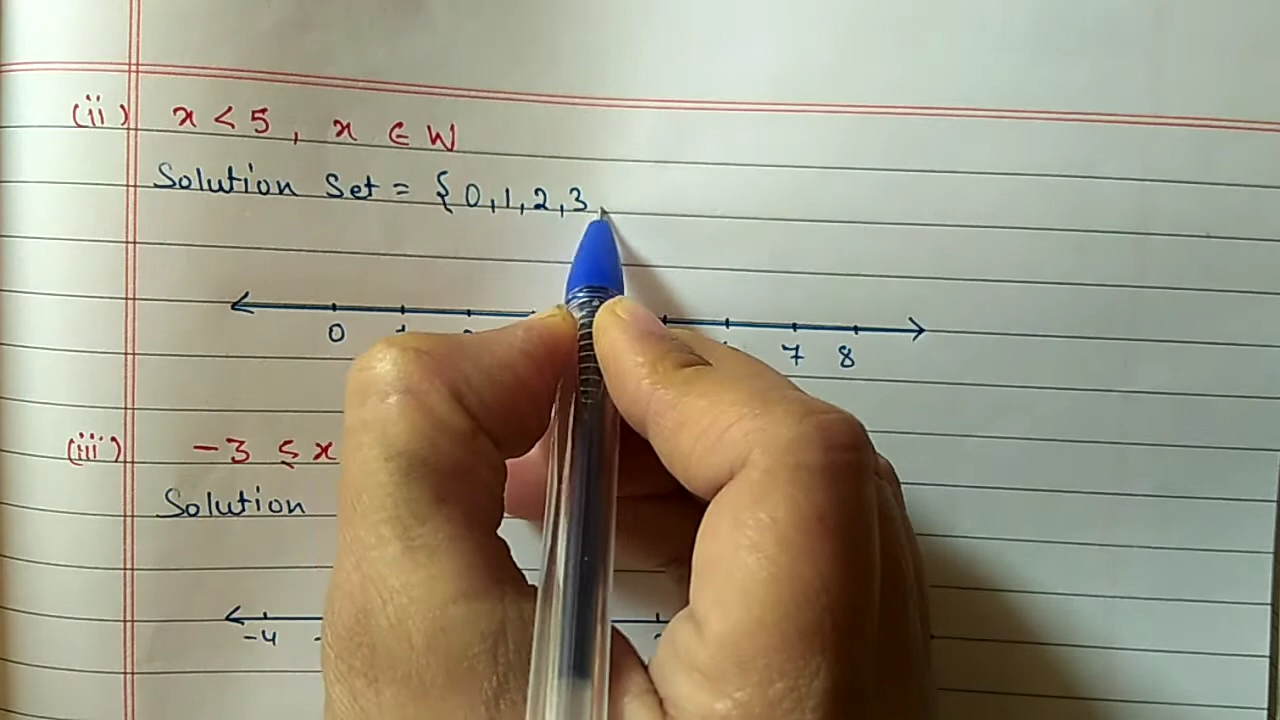 (ii) x < 5 , x ∈ W
Solution Set = { 0, 1, 2, 3,
0 7 8
(iii) -3 ≤ x
Solution
-4